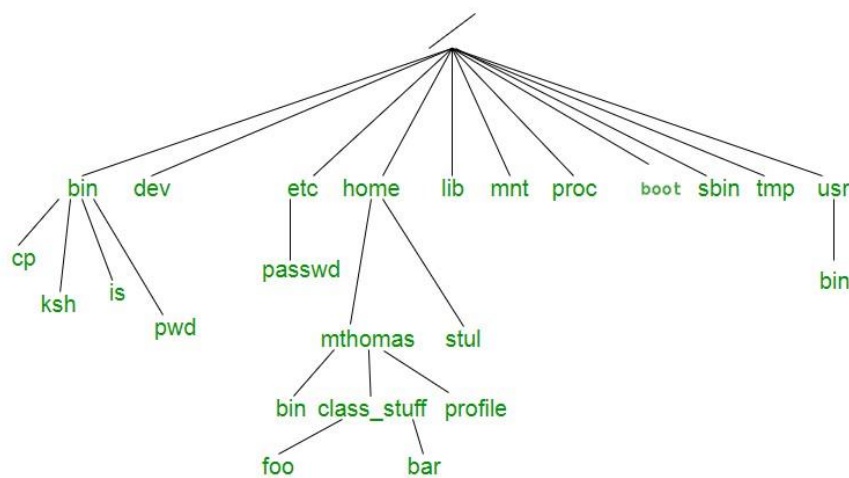 bin dev etc home lib mnt proc boot sbin tmp usr
cp ksh is pwd passwd bin
mthomas stul
bin class_stuff profile
foo bar